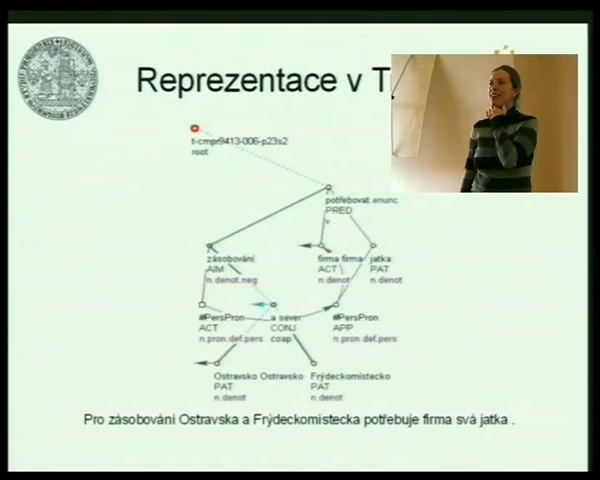 Reprezentace v T
t-cmpr9413-006-p23s2
root
potřebovat.enunc
PRED
v
zásobování
AIM
n.denot.neg
firma firma
ACT
n.denot
jatka
PAT
n.denot
#PersPron
ACT
n.pron.def.pers
a sever
CONJ
coap
#PersPron
APP
n.pron.def.pers
Ostravsko Ostravsko
PAT
n.denot
Frýdeckomístecko
PAT
n.denot
Pro zásobování Ostravska a Frýdeckomístecka potřebuje firma svá jatka .